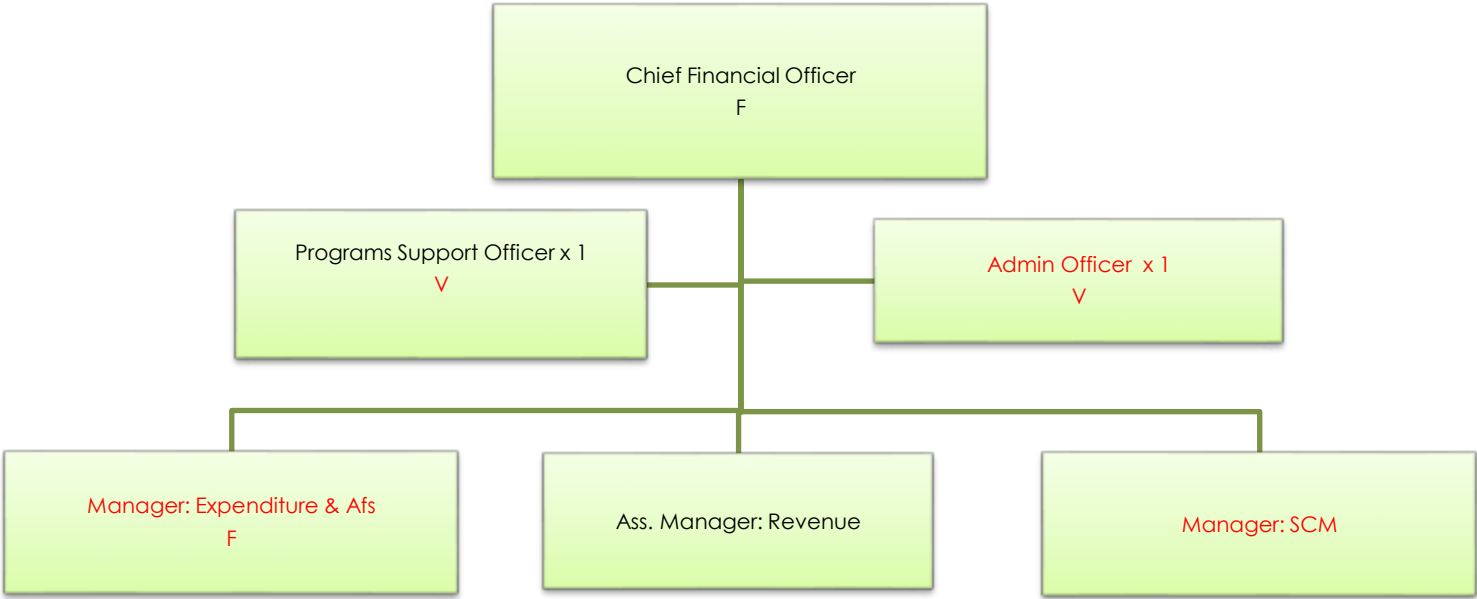 Chief Financial Officer
F
Programs Support Officer x 1
V
Admin Officer x 1
V
Manager: Expenditure & Afs
F
Ass. Manager: Revenue
Manager: SCM